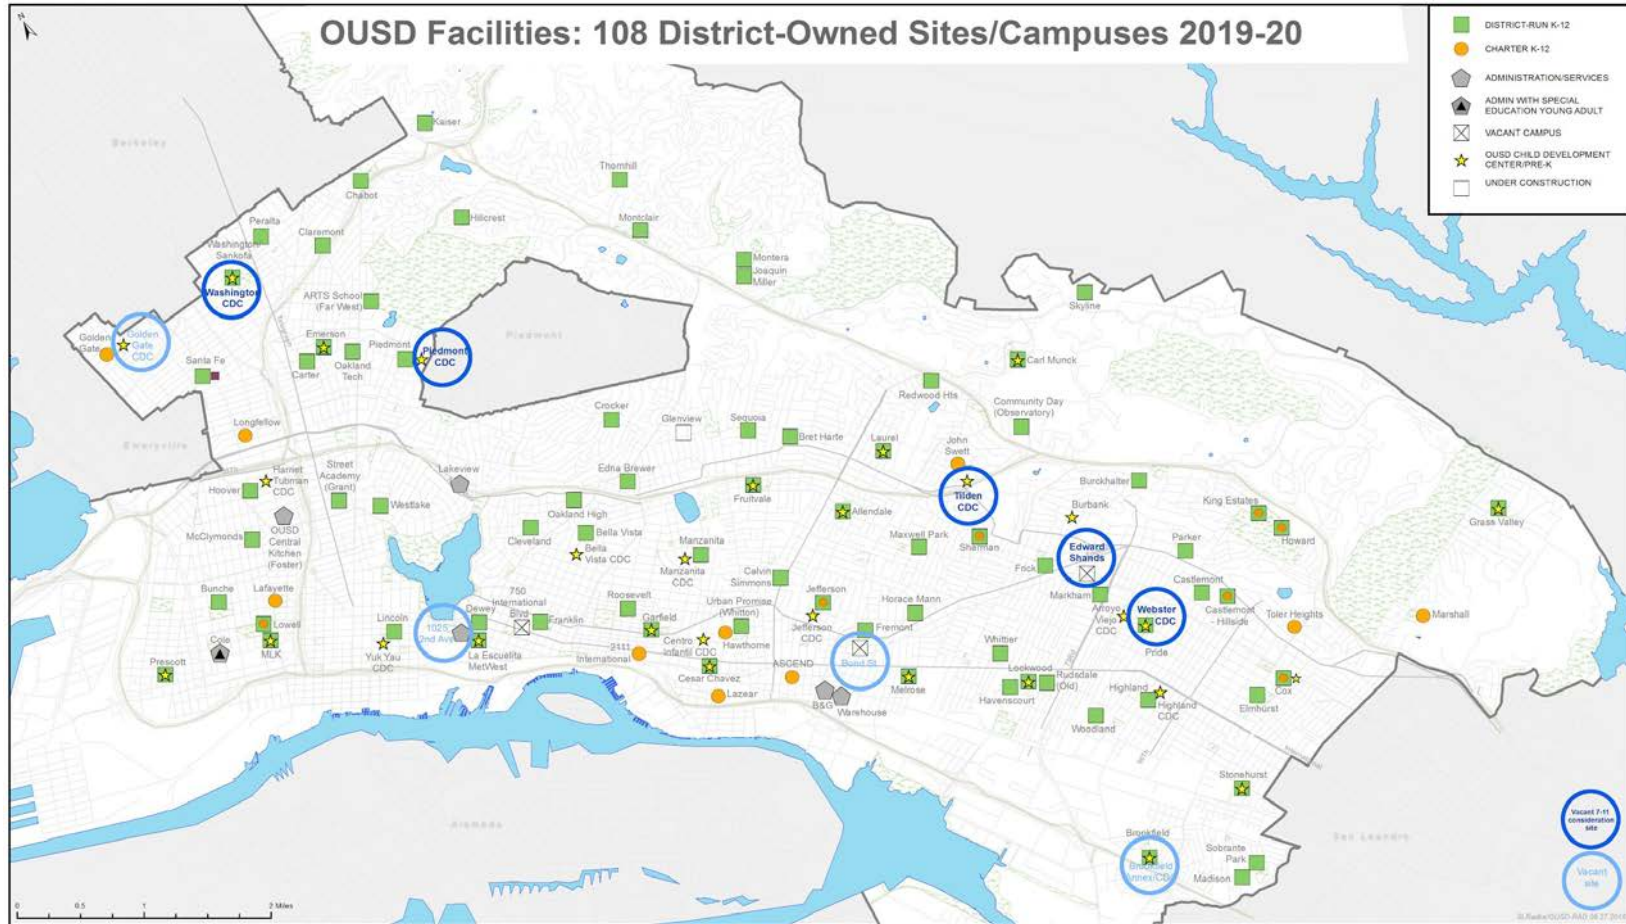 OUSD Facilities: 108 District-Owned Sites/Campuses 2019-20
N
DISTRICT-RUN K-12
CHARTER K-12
ADMINISTRATION/SERVICES
ADMIN WITH SPECIAL
EDUCATION YOUNG ADULT
VACANT CAMPUS
OUSD CHILD DEVELOPMENT
CENTER/PRE-K
UNDER CONSTRUCTION
Kaiser
Berkeley
Thornhill
Chabot
Peralta
Hillcrest
Montclair
Claremont
Washington/
Sankofa
Montera
Joaquin
Miller
Washington
CDC
ARTS School
(Far West)
Skyline
Golden
Gate
Golden
Gate
CDC
Emerson
Piedmont
Piedmont
CDC
Piedmont
Santa Fe
Carter
Oakland
Tech
Carl Munck
Redwood Hts
Community Day
(Observatory)
Crocker
Glenview
Sequoia
Bret Harte
Longfellow
Emeryville
Laurel
John
Swett
Harriet
Tubman
CDC
Street
Academy
(Grant)
Lakeview
Edna Brewer
Hoover
Westlake
Fruitvale
Tilden
CDC
Burckhalter
King Estates
Burbank
Oakland High
Allendale
Grass Valley
McClymonds
OUSD
Central
Kitchen
(Foster)
Cleveland
Bella Vista
Bella
Vista CDC
Manzanita
Manzanita
CDC
Maxwell Park
Sherman
Edward
Shands
Parker
Howard
Frick
Calvin
Simmons
Bunche
Lafayette
750
International
Blvd
Roosevelt
Urban Promise
(Whitton)
Jefferson
Horace Mann
Markham
Castlemont
Castlemont
- Hillside
Toler Heights
Marshall
Arroyo
Viejo
CDC
Webster
CDC
Pride
Lowell
MLK
Cole
Lincoln
Dewey
1025
2nd Ave
Franklin
Garfield
Jefferson
CDC
Fremont
Whittier
Yuk Yau
CDC
La Escuelita
MetWest
2111
International
Centro
Infantil CDC
Hawthorne
Bond St.
ASCEND
Prescott
Cesar Chavez
Lazear
B&G
Warehouse
Melrose
Lockwood
Rudsdale
(Old)
Havenscourt
Highland
Highland
CDC
Cox
Elmhurst
Woodland
Stonehurst
Alameda
San Leandro
Brookfield
Brookfield
Annex/CDC
Sobrante
Park
Madison
Vacant 7-11
consideration
site
Vacant
site
0 0.5 1 2 Miles